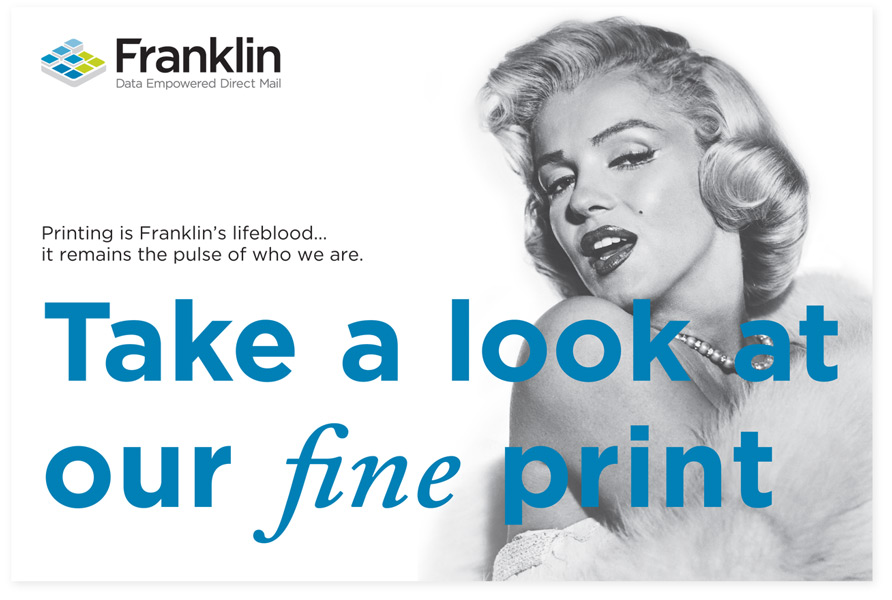 Franklin
Data Empowered Direct Mail
Printing is Franklin’s lifeblood...
it remains the pulse of who we are.
Take a look at
our fine print